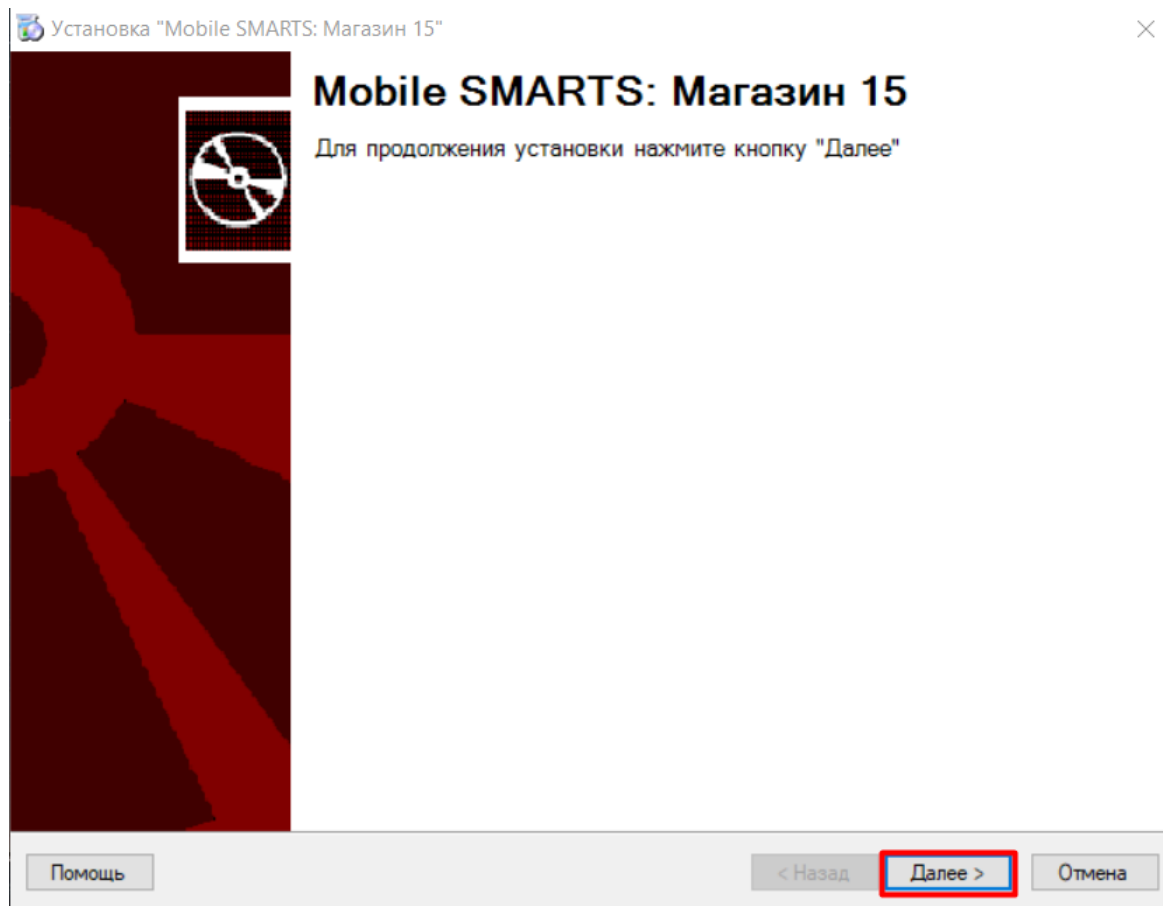 Установка "Mobile SMARTS: Магазин 15"
Mobile SMARTS: Магазин 15
Для продолжения установки нажмите кнопку "Далее"
Помощь
< Назад
Далее >
Отмена